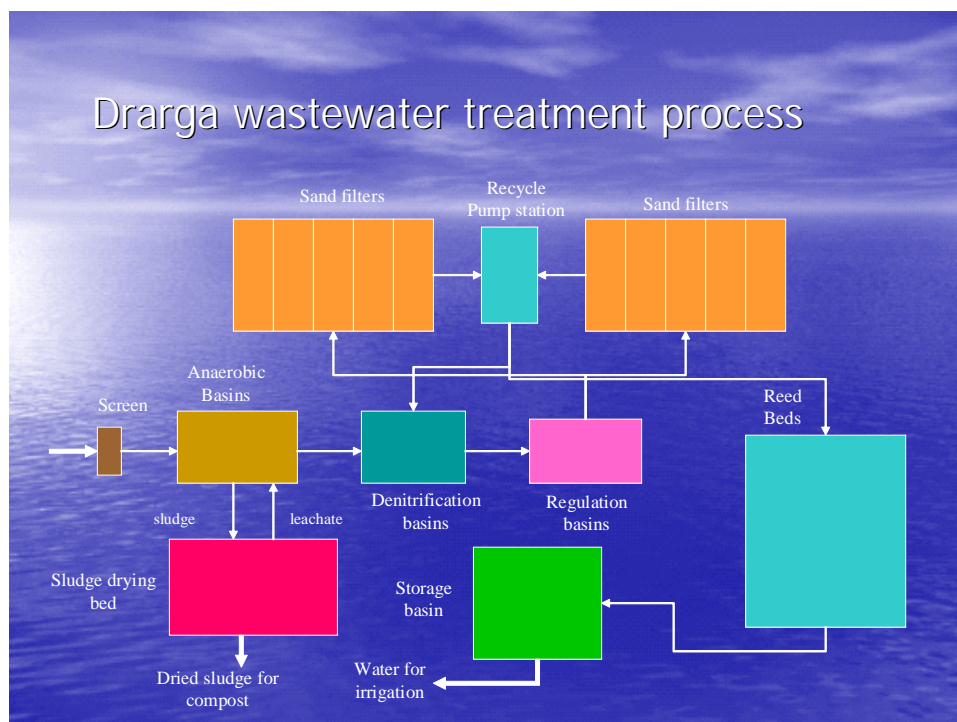 Drarga wastewater treatment process
Sand filters
Recycle
Pump station
Sand filters
Anaerobic
Basins
Screen
Reed
Beds
Denitrification
basins
Regulation
basins
sludge
leachate
Sludge drying
bed
Storage
basin
Dried sludge for
compost
Water for
irrigation